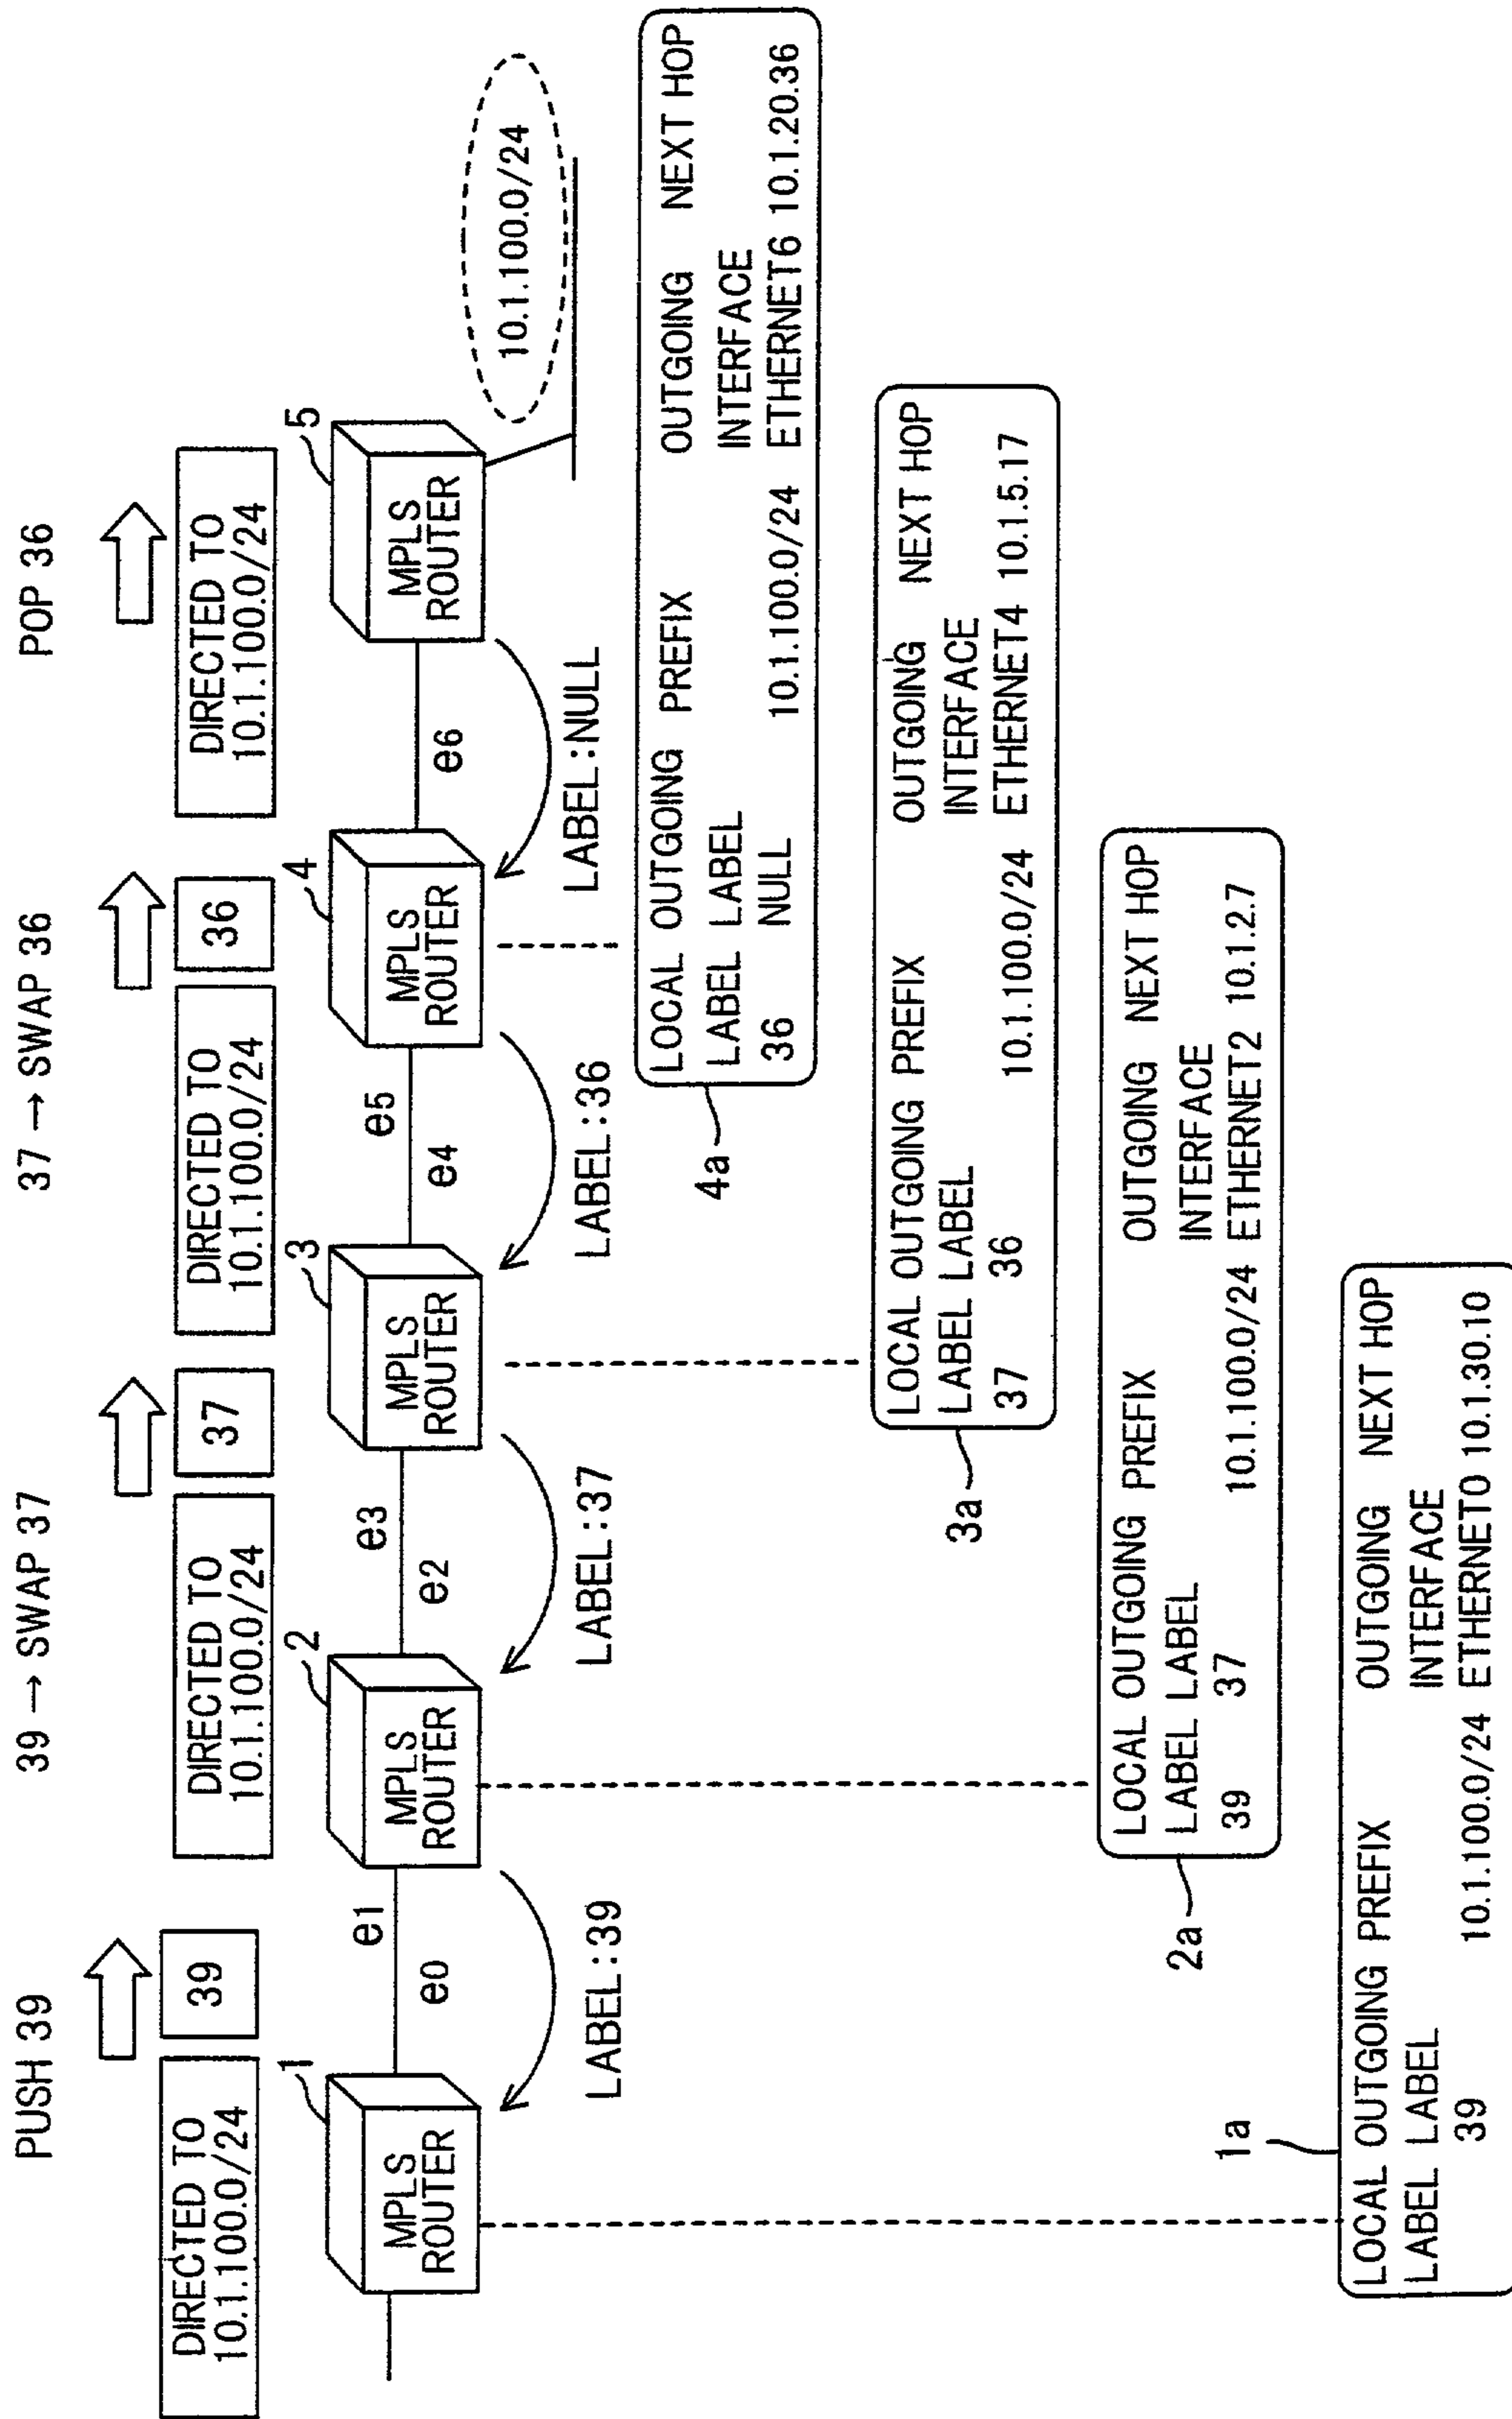 PUSH 39
39 → SWAP 37
37 → SWAP 36
POP 36
DIRECTED TO
10.1.100.0/24
39
DIRECTED TO
10.1.100.0/24
37
DIRECTED TO
10.1.100.0/24
36
DIRECTED TO
10.1.100.0/24
1
MPLS
ROUTER
2
MPLS
ROUTER
3
MPLS
ROUTER
4
MPLS
ROUTER
5
MPLS
ROUTER
e1
e0
e3
e2
e5
e4
e6
10.1.100.0/24
LABEL:39
LABEL:37
LABEL:36
LABEL:NULL
4a
LOCAL OUTGOING PREFIX OUTGOING NEXT HOP
LABEL LABEL INTERFACE
36 NULL 10.1.100.0/24 ETHERNET6 10.1.20.36
3a
LOCAL OUTGOING PREFIX OUTGOING NEXT HOP
LABEL LABEL INTERFACE
37 36 10.1.100.0/24 ETHERNET4 10.1.5.17
2a
LOCAL OUTGOING PREFIX OUTGOING NEXT HOP
LABEL LABEL INTERFACE
39 37 10.1.100.0/24 ETHERNET2 10.1.2.7
1a
LOCAL OUTGOING PREFIX OUTGOING NEXT HOP
LABEL LABEL INTERFACE
39 10.1.100.0/24 ETHERNET0 10.1.30.10